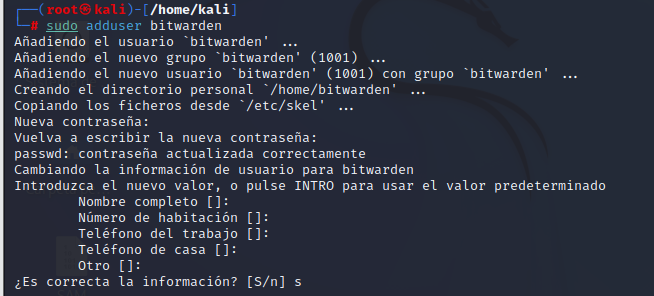 ┌──(root㉿kali)-[/home/kali]
└─# sudo adduser bitwarden
Añadiendo el usuario `bitwarden' ...
Añadiendo el nuevo grupo `bitwarden' (1001) ...
Añadiendo el nuevo usuario `bitwarden' (1001) con grupo `bitwarden' ...
Creando el directorio personal `/home/bitwarden' ...
Copiando los ficheros desde `/etc/skel' ...
Nueva contraseña:
Vuelva a escribir la nueva contraseña:
passwd: contraseña actualizada correctamente
Cambiando la información de usuario para bitwarden
Introduzca el nuevo valor, o pulse INTRO para usar el valor predeterminado
        Nombre completo []:
        Número de habitación []:
        Teléfono del trabajo []:
        Teléfono de casa []:
        Otro []:
¿Es correcta la información? [S/n] s